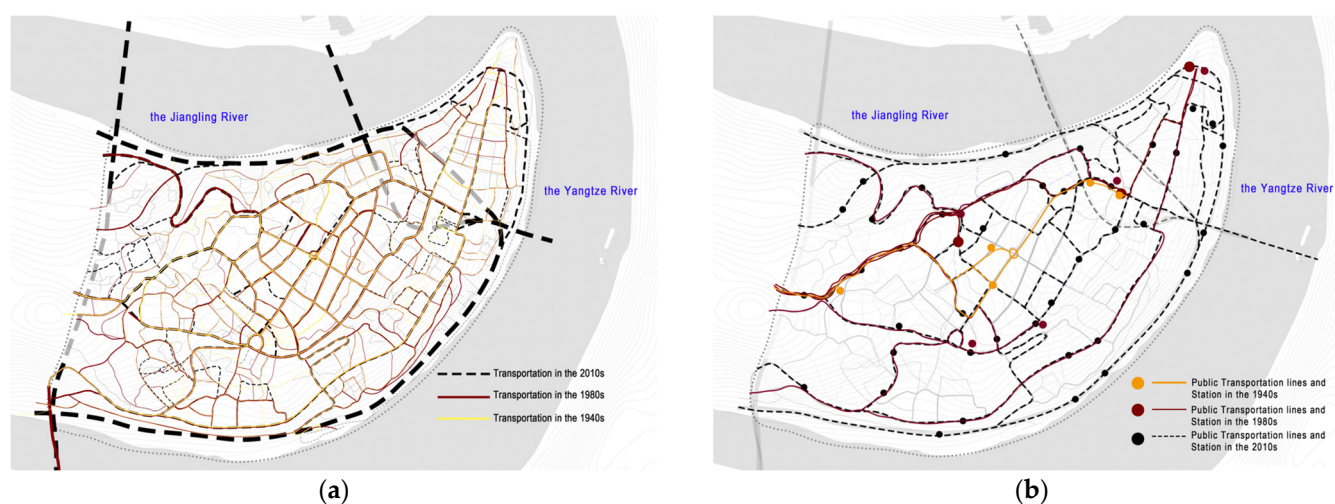 the Jiangling River
the Yangtze River
Transportation in the 2010s
Transportation in the 1980s
Transportation in the 1940s
(a)
the Jiangling River
the Yangtze River
Public Transportation lines and
Station in the 1940s
Public Transportation lines and
Station in the 1980s
Public Transportation lines and
Station in the 2010s
(b)